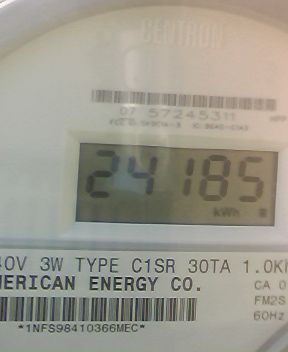 CENTRON
07 57245311
24185
kWh
40V 3W TYPE C1SR 30TA 1.0K
MERICAN ENERGY CO.
CA 0
FM2S
60Hz
*1NFS98410366MEC*